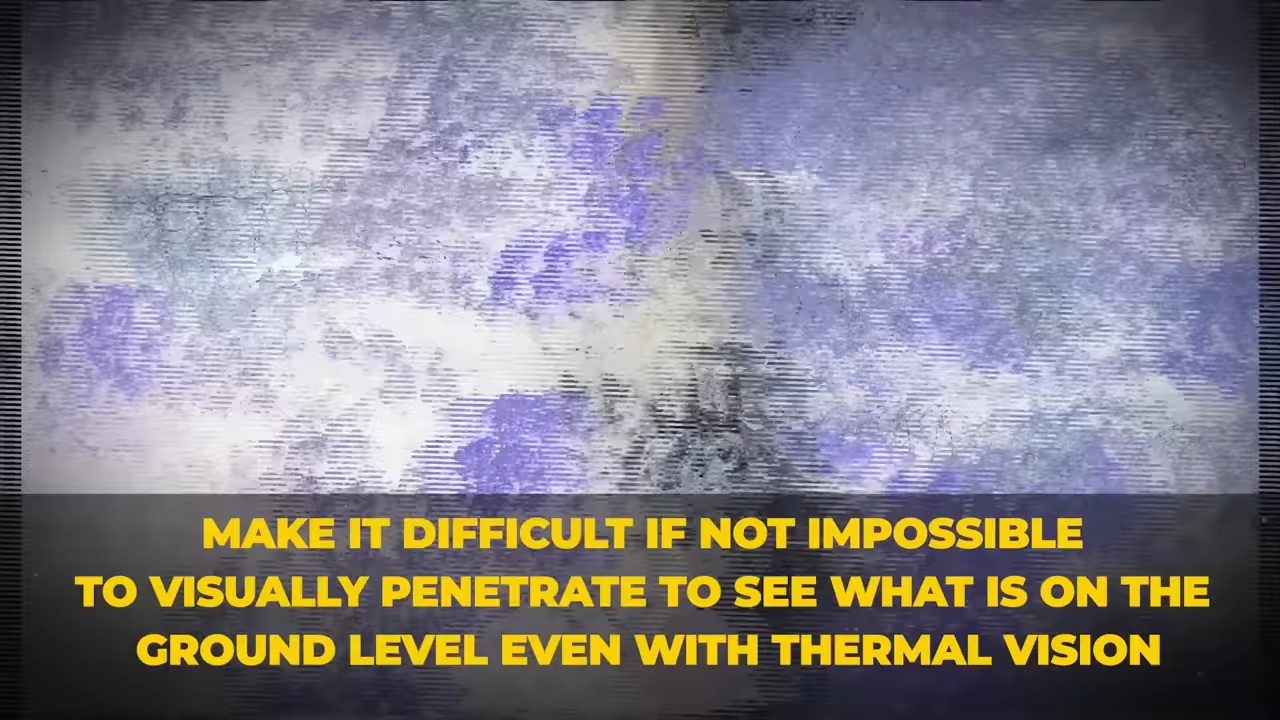 MAKE IT DIFFICULT IF NOT IMPOSSIBLE
TO VISUALLY PENETRATE TO SEE WHAT IS ON THE
GROUND LEVEL EVEN WITH THERMAL VISION